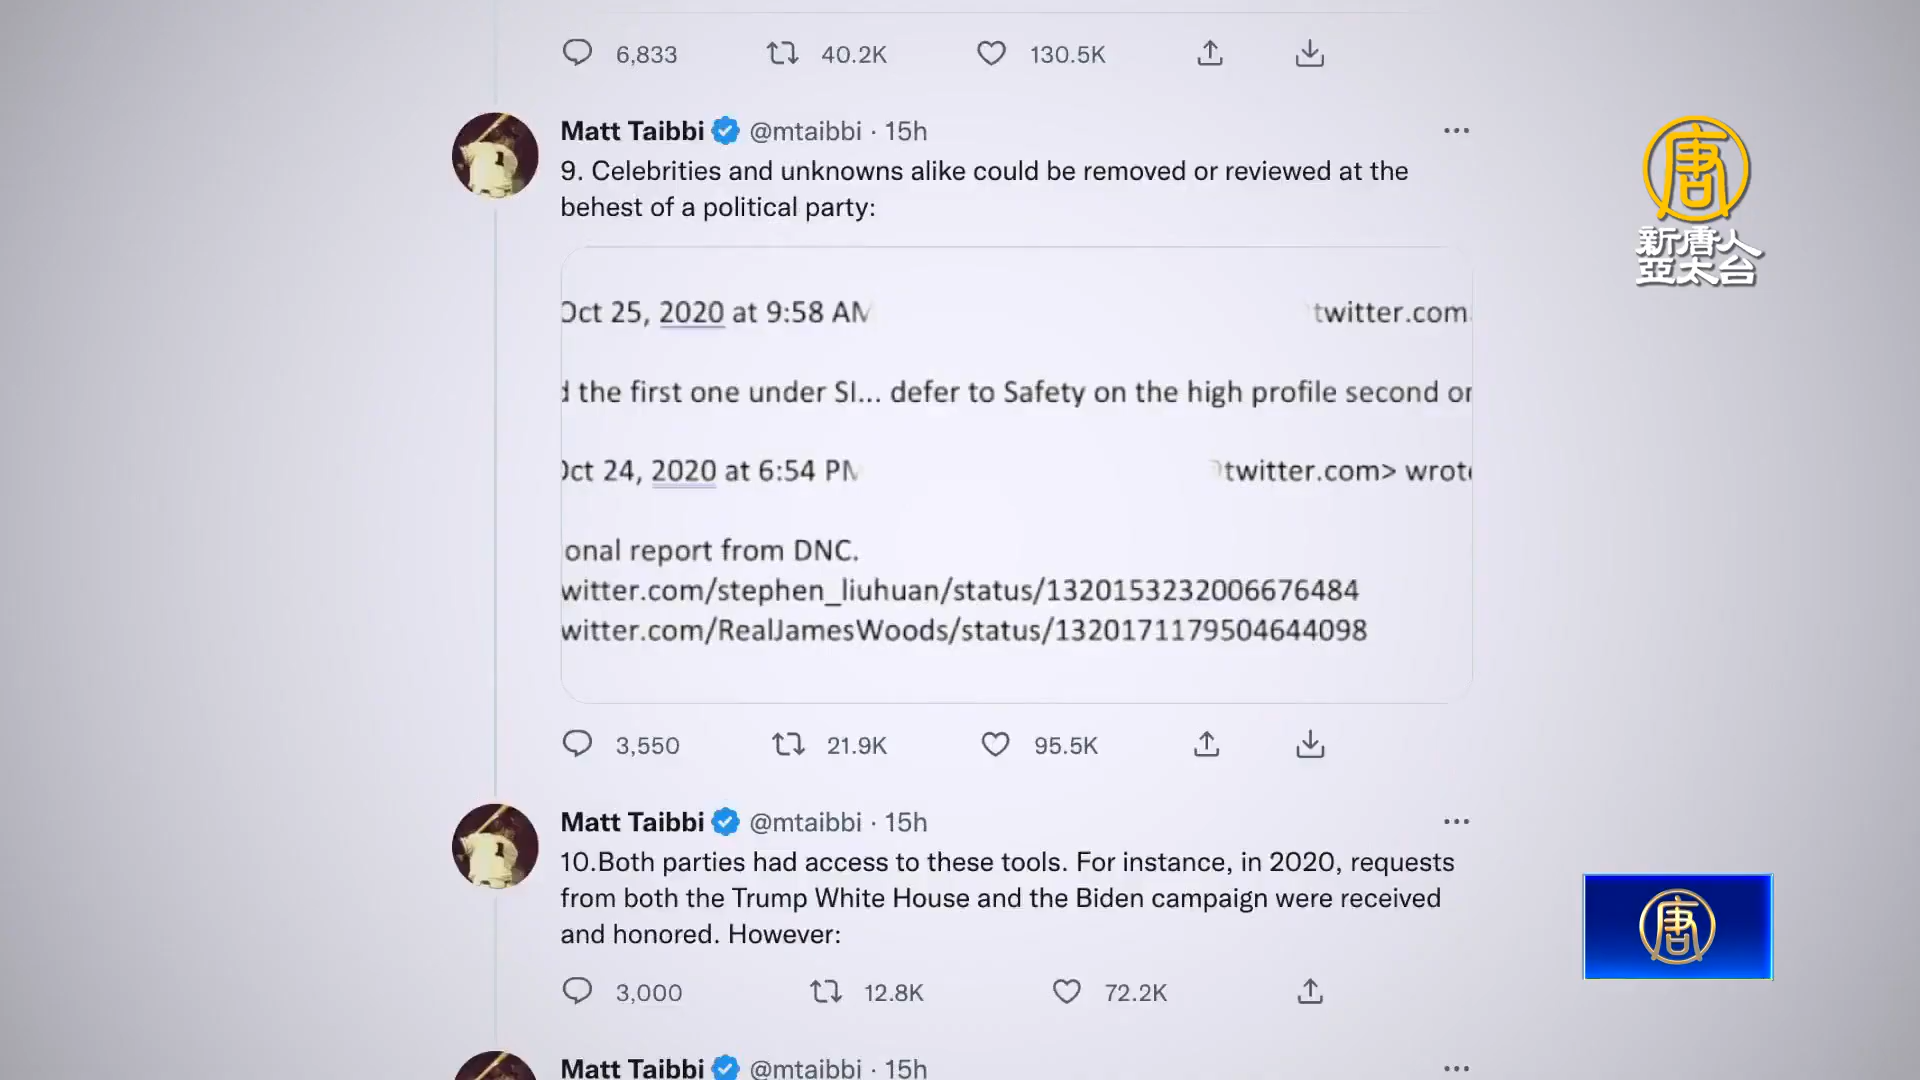 6,833 40.2K 130.5K
Matt Taibbi @mtaibbi · 15h
9. Celebrities and unknowns alike could be removed or reviewed at the
behest of a political party:
Oct 25, 2020 at 9:58 AM twitter.com
d the first one under SI... defer to Safety on the high profile second or
Oct 24, 2020 at 6:54 PM twitter.com> wrote
onal report from DNC.
witter.com/stephen_liuhuan/status/1320153232006676484
witter.com/RealJamesWoods/status/1320171179504644098
3,550 21.9K 95.5K
Matt Taibbi @mtaibbi · 15h
10.Both parties had access to these tools. For instance, in 2020, requests
from both the Trump White House and the Biden campaign were received
and honored. However:
3,000 12.8K 72.2K
Matt Taibbi @mtaibbi · 15h
唐
新唐人
亞太台
唐